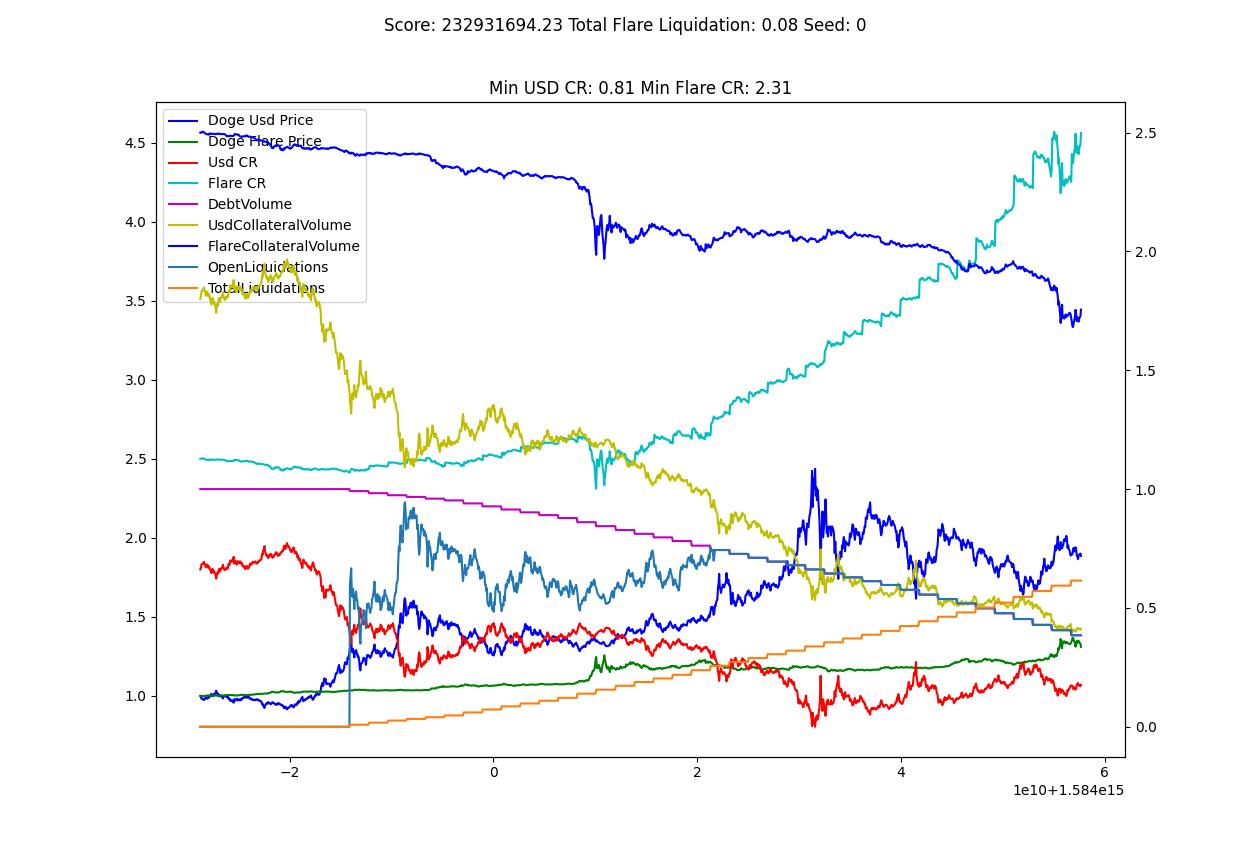 Score: 232931694.23 Total Flare Liquidation: 0.08 Seed: 0
Min USD CR: 0.81 Min Flare CR: 2.31
Doge Usd Price
Doge Flare Price
Usd CR
Flare CR
DebtVolume
UsdCollateralVolume
FlareCollateralVolume
OpenLiquidations
TotalLiquidations
4.5
4.0
3.5
3.0
2.5
2.0
1.5
1.0
2.5
2.0
1.5
1.0
0.5
0.0
−2
0
2
4
6
1e10+1.584e15